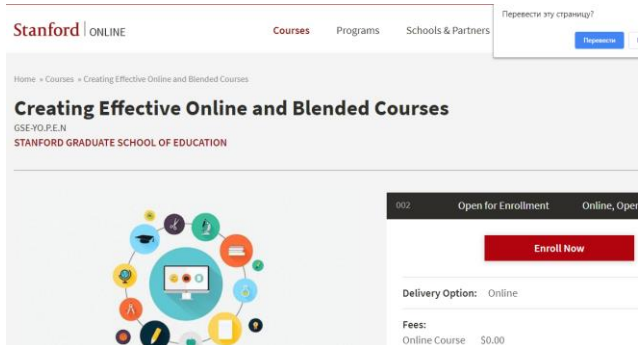 Stanford ONLINE
Courses Programs Schools & Partners
Перевести эту страницу?
Перевести
Home » Courses » Creating Effective Online and Blended Courses
Creating Effective Online and Blended Courses
GSE-YO.P.E.N
STANFORD GRADUATE SCHOOL OF EDUCATION
002 Open for Enrollment Online, Oper
Enroll Now
Delivery Option: Online
Fees:
Online Course $0.00